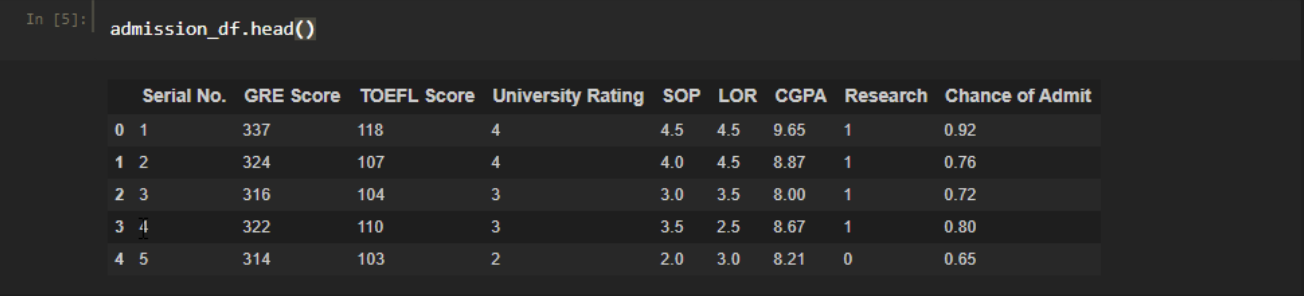 In [5]: admission_df.head()
Serial No. GRE Score TOEFL Score University Rating SOP LOR CGPA Research Chance of Admit
0 1 337 118 4 4.5 4.5 9.65 1 0.92
1 2 324 107 4 4.0 4.5 8.87 1 0.76
2 3 316 104 3 3.0 3.5 8.00 1 0.72
3 4 322 110 3 3.5 2.5 8.67 1 0.80
4 5 314 103 2 2.0 3.0 8.21 0 0.65